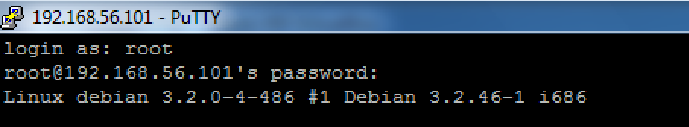 192.168.56.101 - PuTTY
login as: root
root@192.168.56.101's password:
Linux debian 3.2.0-4-486 #1 Debian 3.2.46-1 i686